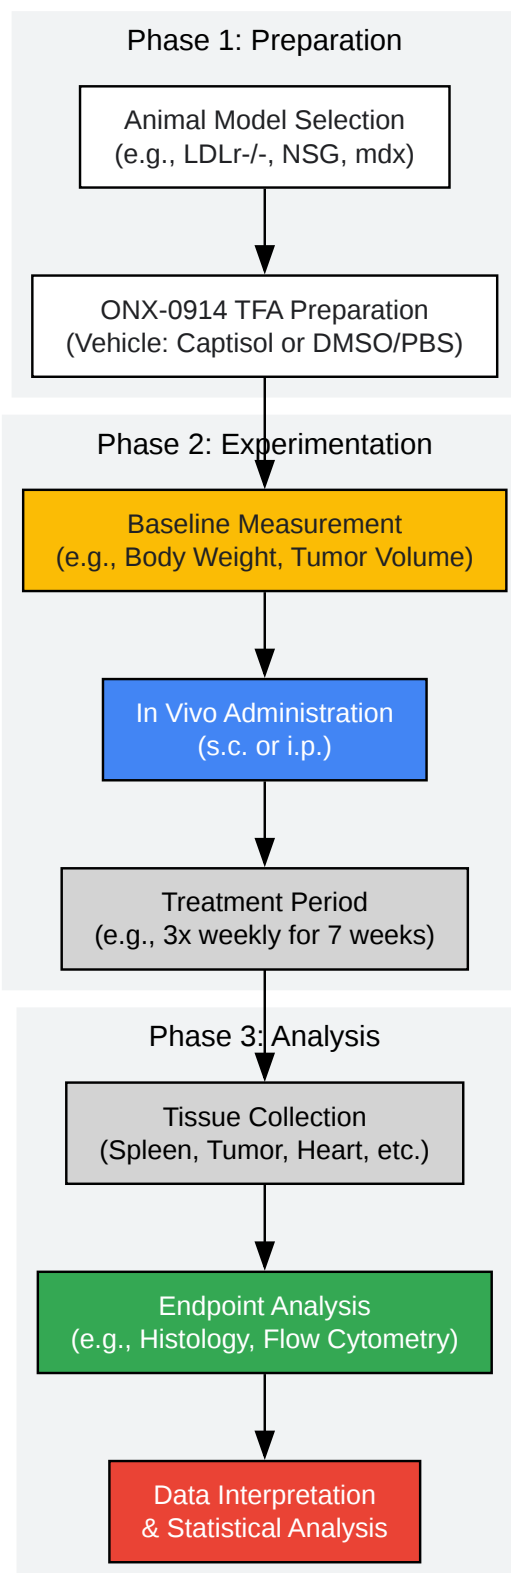 Phase 1: Preparation
Animal Model Selection
(e.g., LDLr-/-, NSG, mdx)
ONX-0914 TFA Preparation
(Vehicle: Captisol or DMSO/PBS)
Phase 2: Experimentation
Baseline Measurement
(e.g., Body Weight, Tumor Volume)
In Vivo Administration
(s.c. or i.p.)
Treatment Period
(e.g., 3x weekly for 7 weeks)
Phase 3: Analysis
Tissue Collection
(Spleen, Tumor, Heart, etc.)
Endpoint Analysis
(e.g., Histology, Flow Cytometry)
Data Interpretation
& Statistical Analysis